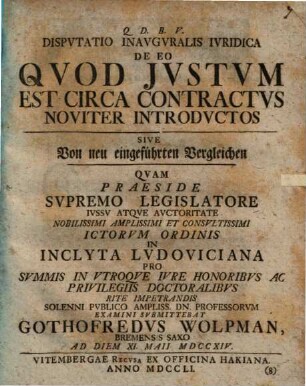 Q. D. B. V.
DISPVTATIO INAVGVRALIS IVRIDICA
DE EO
QVOD JVSTVM
EST CIRCA CONTRACTVS
NOVITER INTRODVCTOS
SIVE
Von neu eingeführten Vergleichen
QVAM
PRAESIDE
SVPREMO LEGISLATORE
IVSSV ATQVE AVCTORITATE
NOBILISSIMI AMPLISSIMI ET CONSVLTISSIMI
ICTORVM ORDINIS
IN
INCLYTA LVDOVICIANA
PRO
SVMMIS IN VTROQVE IVRE HONORIBVS AC
PRIVILEGIIS DOCTORALIBVS
RITE IMPETRANDIS
SOLENNI PVBLICO AMPLISS. DN. PROFESSORVM
EXAMINI SVBMITTEBAT
GOTHOFREDVS WOLPMAN,
BREMENSIS SAXO
AD DIEM XI. MAII MDCCXIV.
VITEMBERGAE RECVSA EX OFFICINA HAKIANA.
ANNO MDCCLI.
(8)